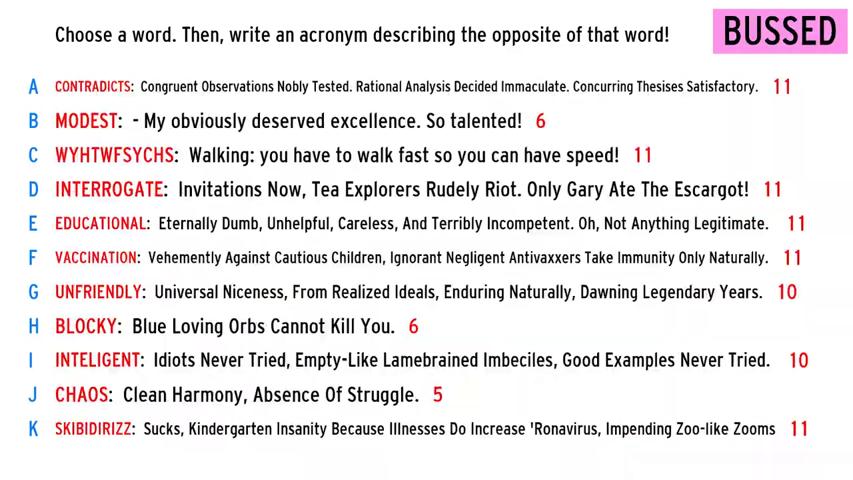 Choose a word. Then, write an acronym describing the opposite of that word!
BUSSED
A CONTRADICTS: Congruent Observations Nobly Tested. Rational Analysis Decided Immaculate. Concurring Thesises Satisfactory. 11
B MODEST: - My obviously deserved excellence. So talented! 6
C WYHTWFSYCHS: Walking: you have to walk fast so you can have speed! 11
D INTERROGATE: Invitations Now, Tea Explorers Rudely Riot. Only Gary Ate The Escargot! 11
E EDUCATIONAL: Eternally Dumb, Unhelpful, Careless, And Terribly Incompetent. Oh, Not Anything Legitimate. 11
F VACCINATION: Vehemently Against Cautious Children, Ignorant Negligent Antivaxxers Take Immunity Only Naturally. 11
G UNFRIENDLY: Universal Niceness, From Realized Ideals, Enduring Naturally, Dawning Legendary Years. 10
H BLOCKY: Blue Loving Orbs Cannot Kill You. 6
I INTELIGENT: Idiots Never Tried, Empty-Like Lamebrained Imbeciles, Good Examples Never Tried. 10
J CHAOS: Clean Harmony, Absence Of Struggle. 5
K SKIBIDIRIZZ: Sucks, Kindergarten Insanity Because Illnesses Do Increase 'Ronavirus, Impending Zoo-like Zooms 11